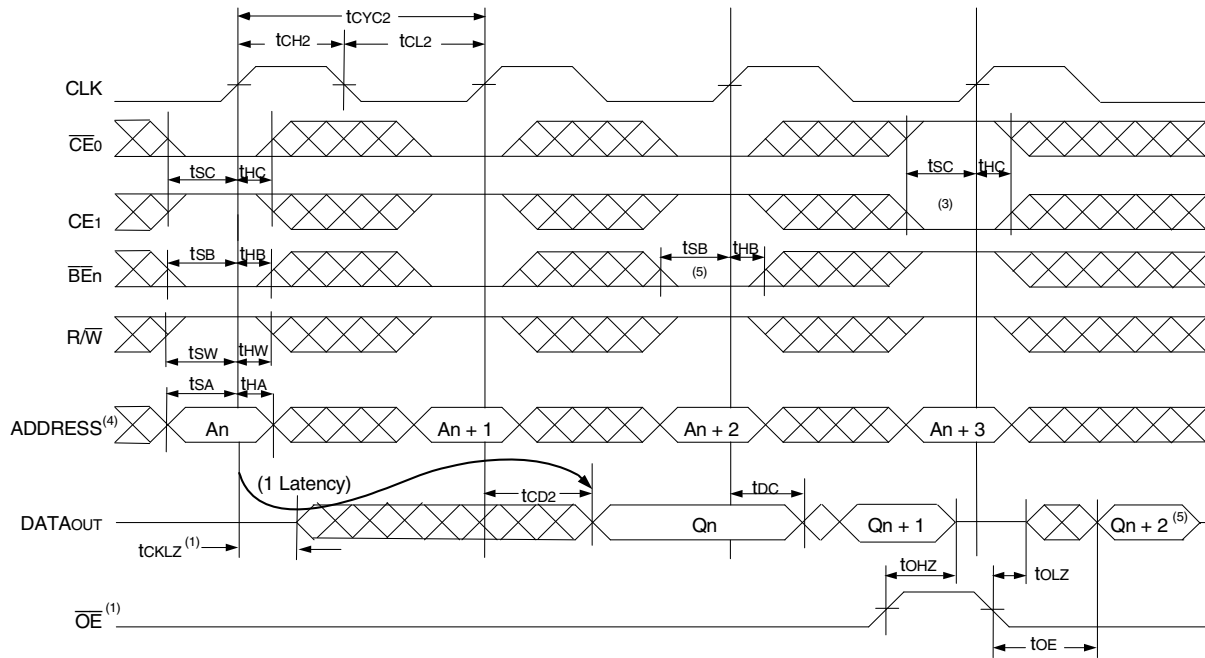 tCYC2
tCH2 tCL2
CLK
CE0
tSC tHC tSC tHC
(3)
CE1
tSB tHB tSB tHB
(5)
BEn
R/W
tSW tHW
tSA tHA
ADDRESS(4) An An + 1 An + 2 An + 3
(1 Latency) tCD2 tDC
DATAOUT Qn Qn + 1 Qn + 2 (5)
tCKLZ (1)
tOHZ tOLZ
OE (1)
tOE